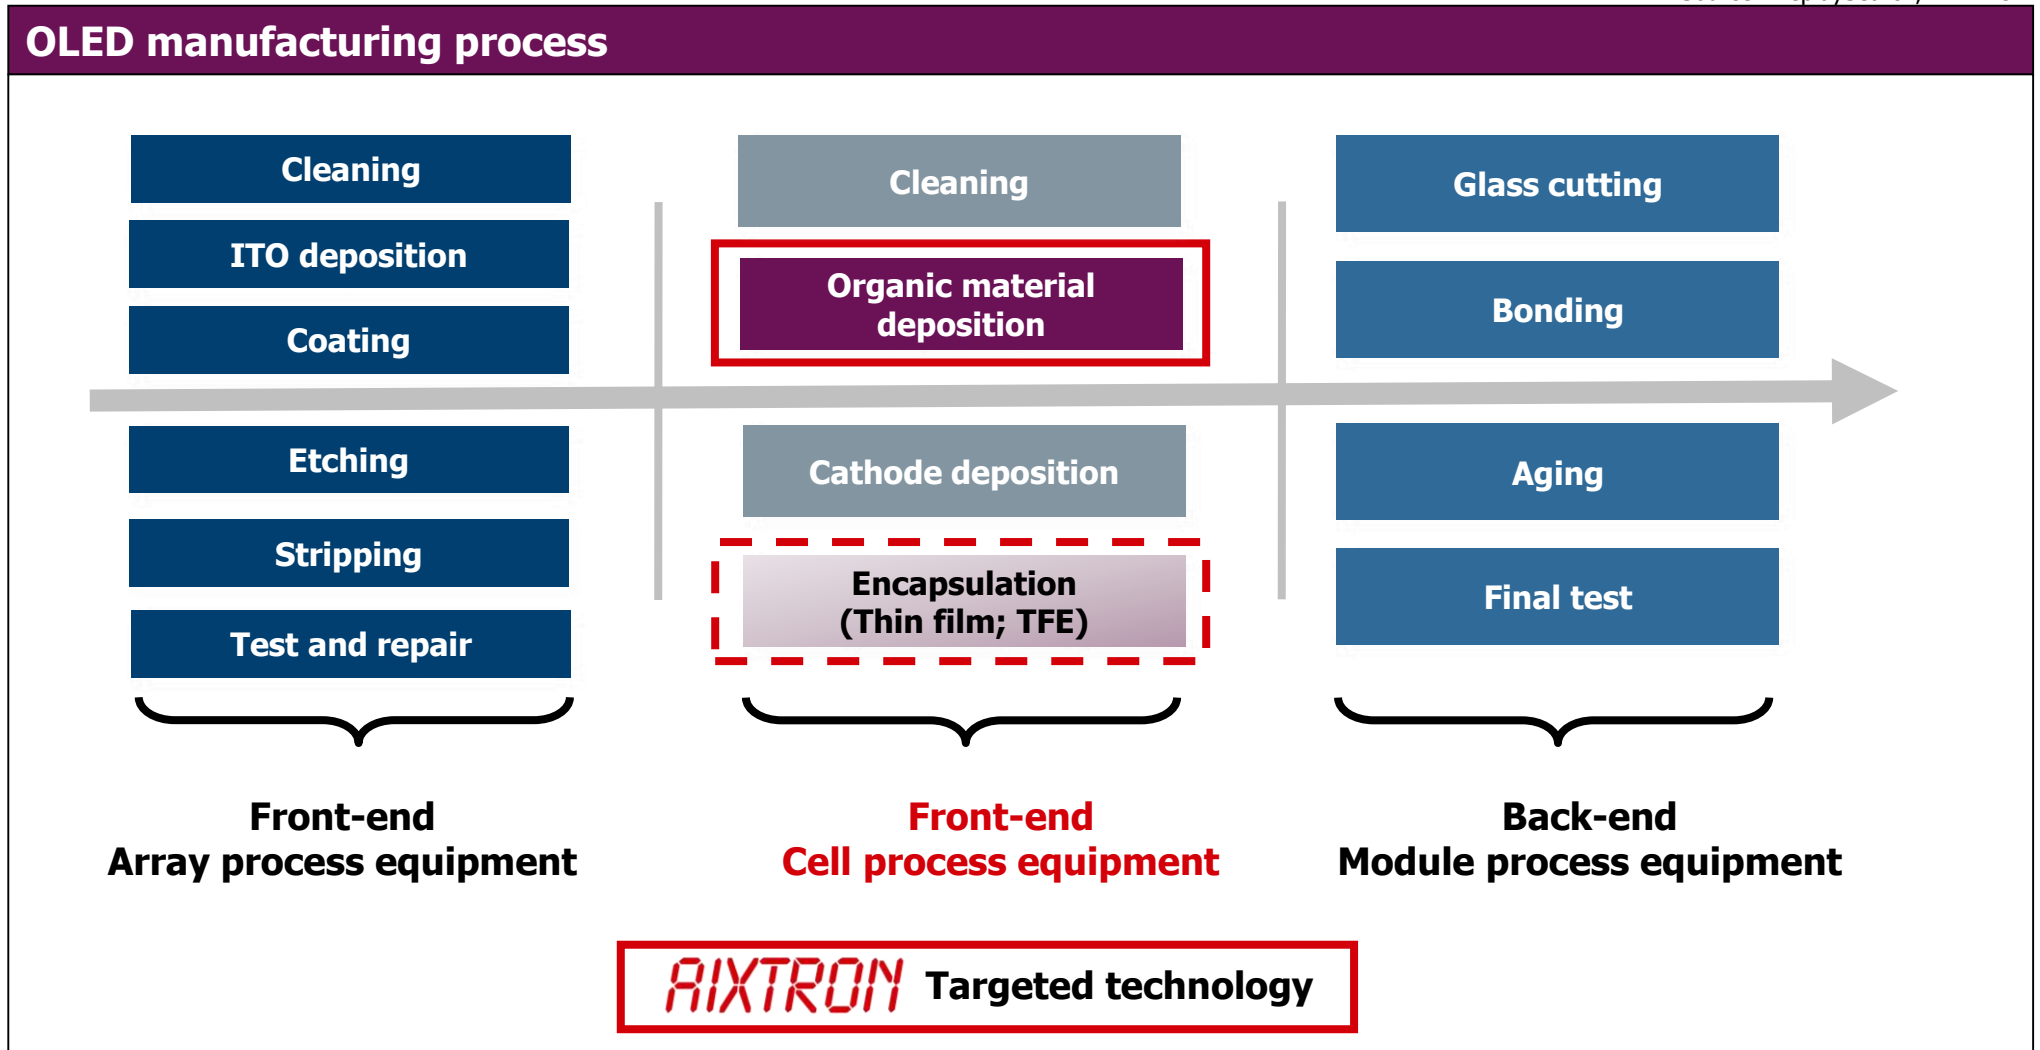 OLED manufacturing process
Cleaning
ITO deposition
Coating
Etching
Stripping
Test and repair
Front-end
Array process equipment
Cleaning
Organic material
deposition
Cathode deposition
Encapsulation
(Thin film; TFE)
Front-end
Cell process equipment
Glass cutting
Bonding
Aging
Final test
Back-end
Module process equipment
AIXTRON Targeted technology